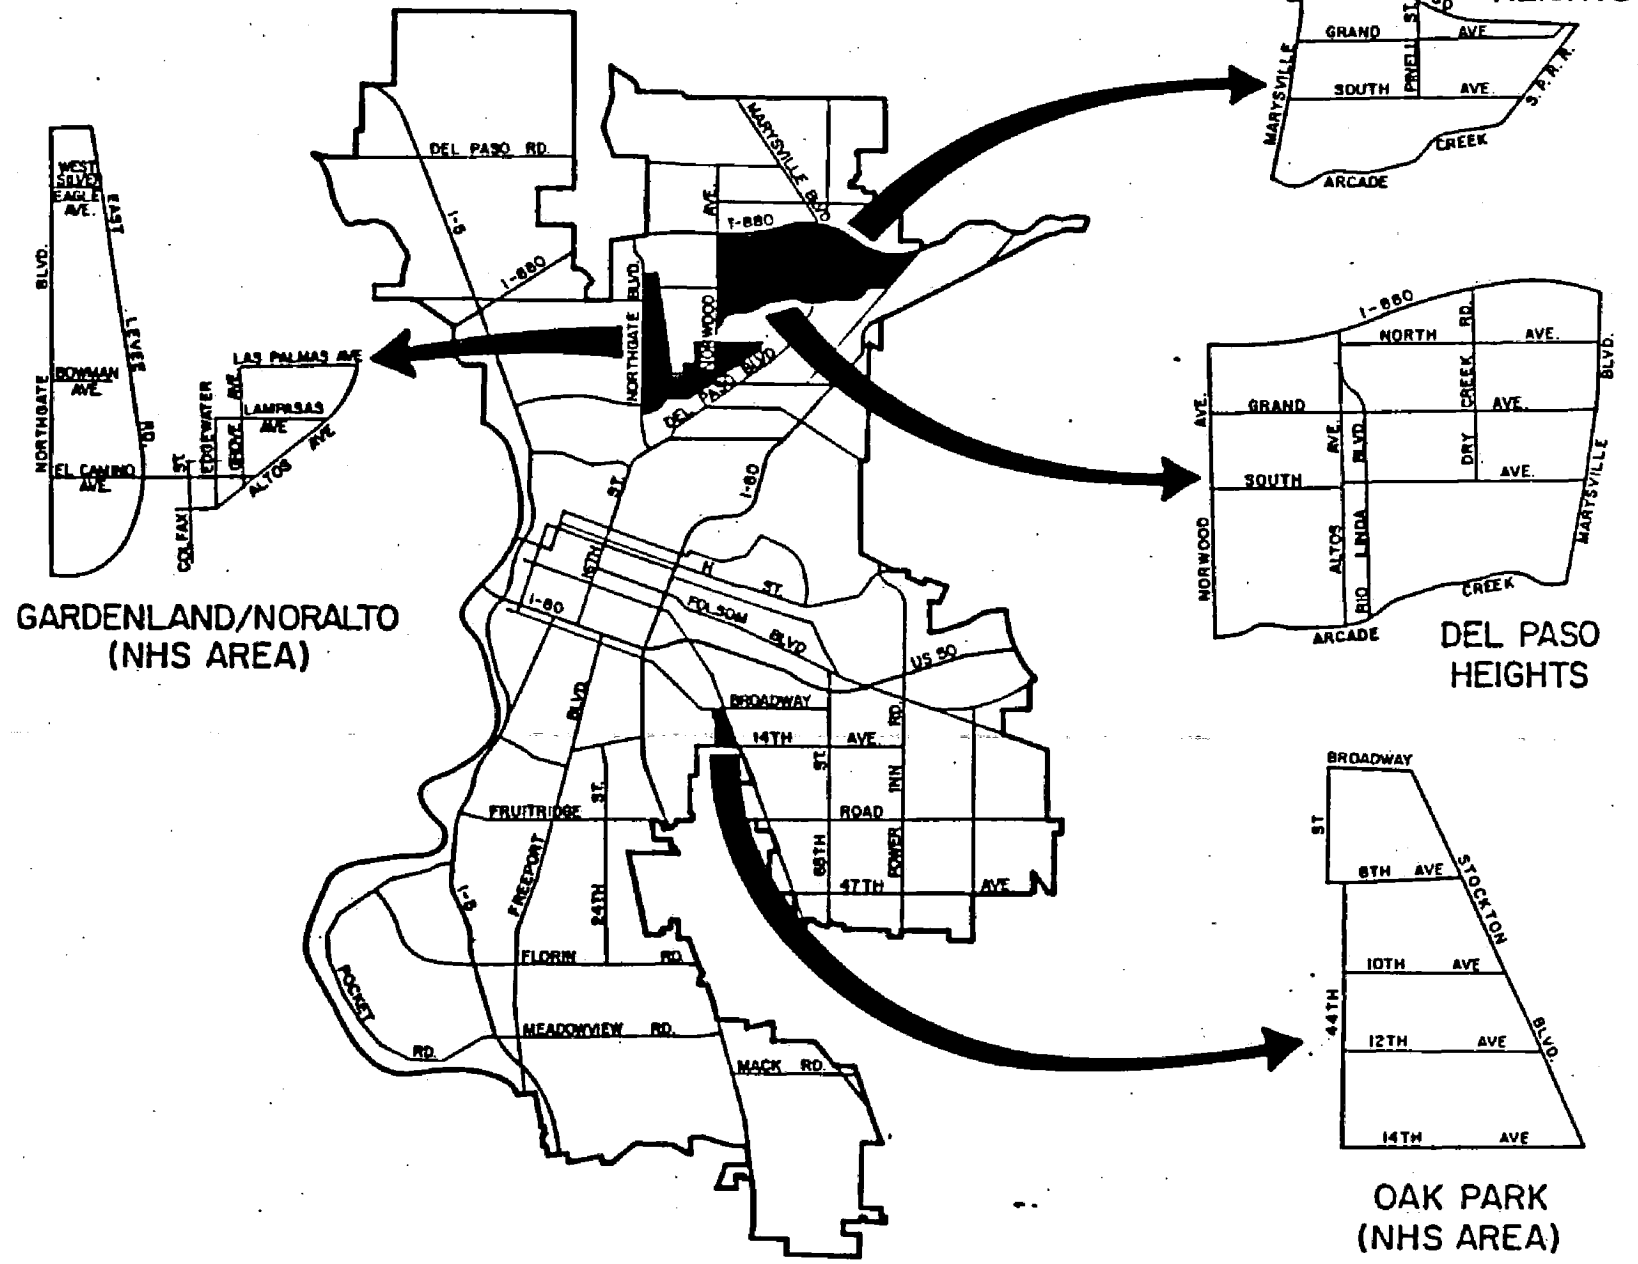 GRAND AVE
MARYSVILLE
ST.
SOUTH AVE.
S. P. R. R.
CREEK
ARCADE
WEST
SILVER
EAGLE
AVE.
EAST
LEVEE
RD.
NORTHGATE BLVD.
BOWMAN
AVE.
EL CAMINO
AVE.
LAS PALMAS AVE
EDGEWATER
GROVE AVE.
LAMPASAS
AVE
ALTOS AVE
COLFAX ST.
GARDENLAND/NORALTO
(NHS AREA)
DEL PASO RD.
I-5
I-880
MARYSVILLE BLVD
NORWOOD AVE.
I-880
NORTHGATE BLVD.
DEL PASO BLVD
I-80
16TH ST.
H ST.
FOLSOM BLVD
I-80
US 50
BROADWAY
14TH AVE.
BLVD
FREEPORT
FRUITRIDGE ROAD
65TH ST.
POWER INN RD.
24TH ST.
47TH AVE
I-5
FLORIN RD.
POCKET RD.
MEADOWVIEW RD.
MACK RD.
I-880
NORTH AVE.
GRAND AVE.
SOUTH AVE.
NORWOOD AVE.
ALTOS AVE.
RIO LINDA BLVD.
DRY CREEK RD.
MARYSVILLE BLVD.
ARCADE CREEK
DEL PASO
HEIGHTS
BROADWAY
44TH ST
8TH AVE
STOCKTON BLVD.
10TH AVE
12TH AVE
14TH AVE
OAK PARK
(NHS AREA)